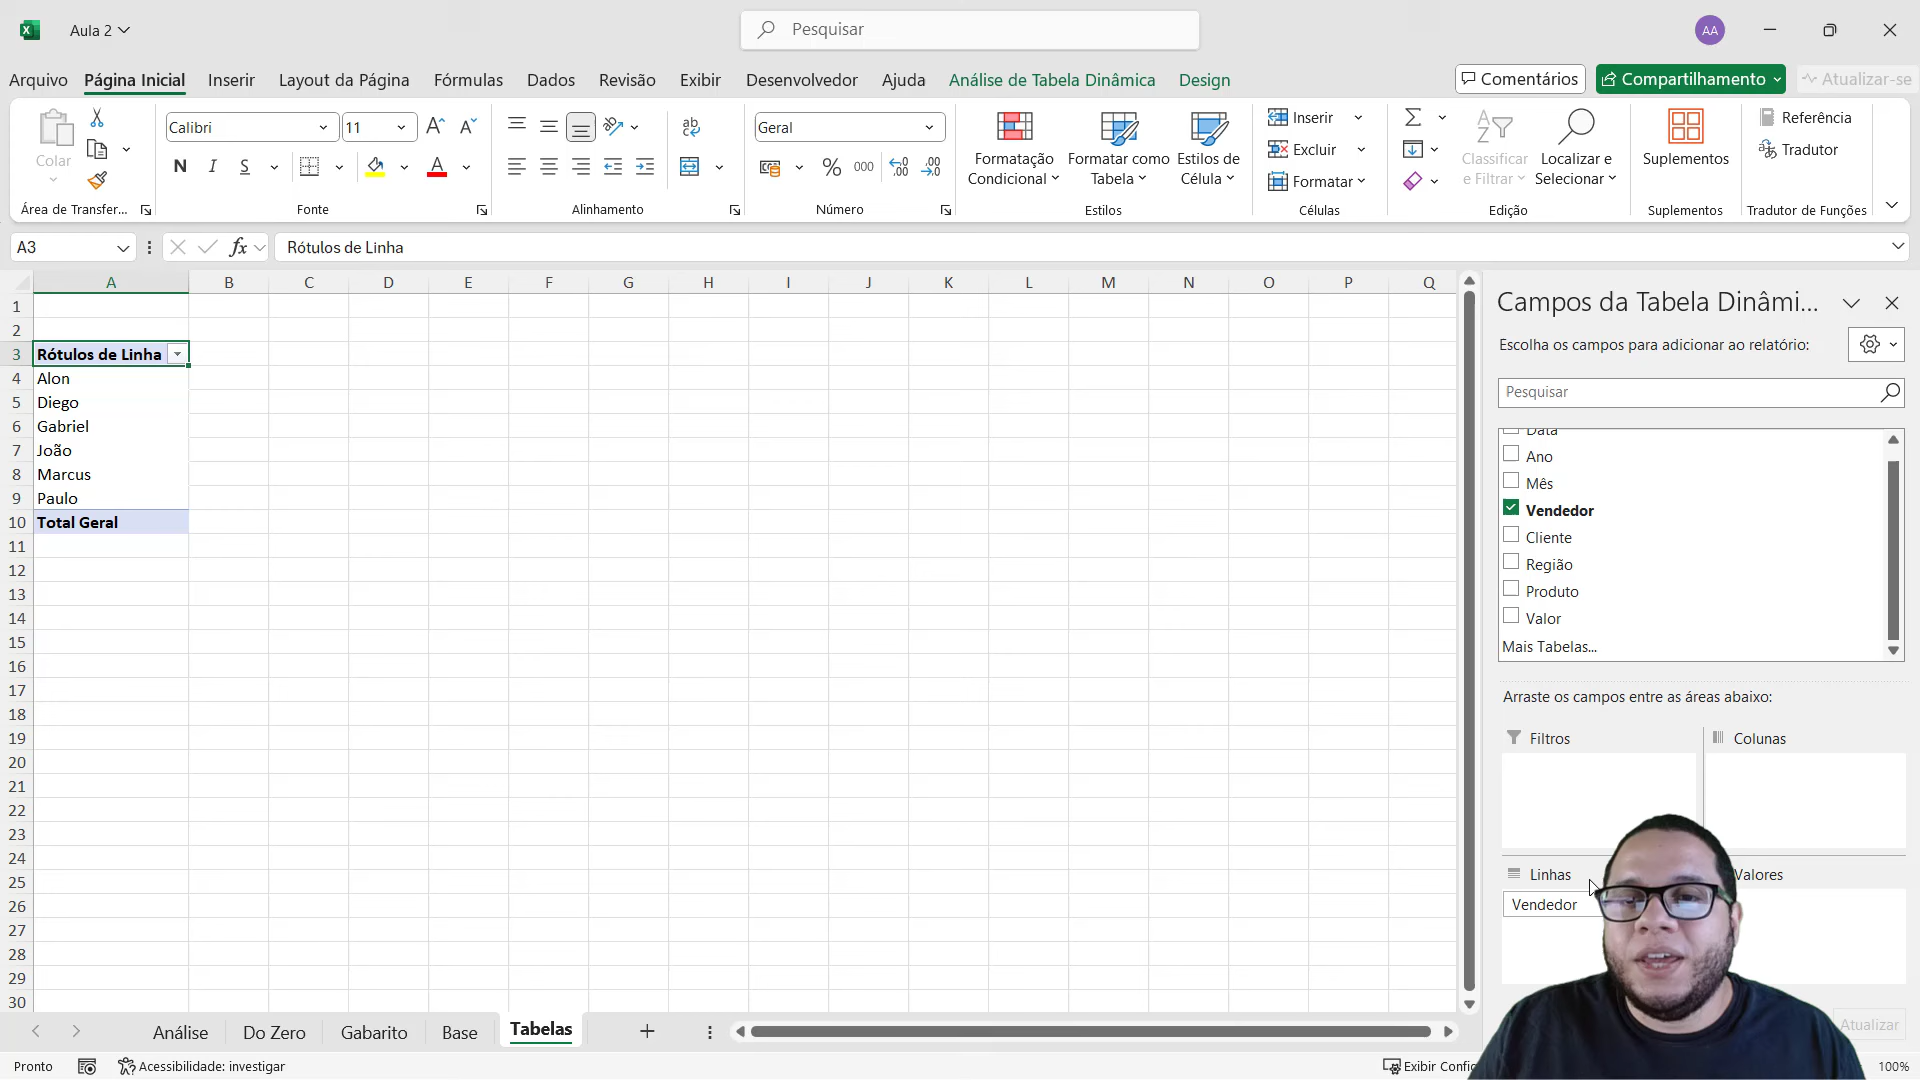 Aula 2
Pesquisar
AA
Arquivo Página Inicial Inserir Layout da Página Fórmulas Dados Revisão Exibir Desenvolvedor Ajuda Análise de Tabela Dinâmica Design
Comentários Compartilhamento Atualizar-se
Colar
Calibri 11
N I S
Geral
% 000
Formatação Condicional
Formatar como Tabela
Estilos de Célula
Inserir
Excluir
Formatar
Classificar e Filtrar
Localizar e Selecionar
Suplementos
Referência
Tradutor
Área de Transfer... Fonte Alinhamento Número Estilos Células Edição Suplementos Tradutor de Funções
A3 fx Rótulos de Linha
A B C D E F G H I J K L M N O P Q
1
2
3 Rótulos de Linha
4 Alon
5 Diego
6 Gabriel
7 João
8 Marcus
9 Paulo
10 Total Geral
11
12
13
14
15
16
17
18
19
20
21
22
23
24
25
26
27
28
29
30
Campos da Tabela Dinâmi...
Escolha os campos para adicionar ao relatório:
Pesquisar
Data
Ano
Mês
Vendedor
Cliente
Região
Produto
Valor
Mais Tabelas...
Arraste os campos entre as áreas abaixo:
Filtros Colunas
Linhas Valores
Vendedor
Atualizar
Análise Do Zero Gabarito Base Tabelas
Pronto Acessibilidade: investigar Exibir Config 100%